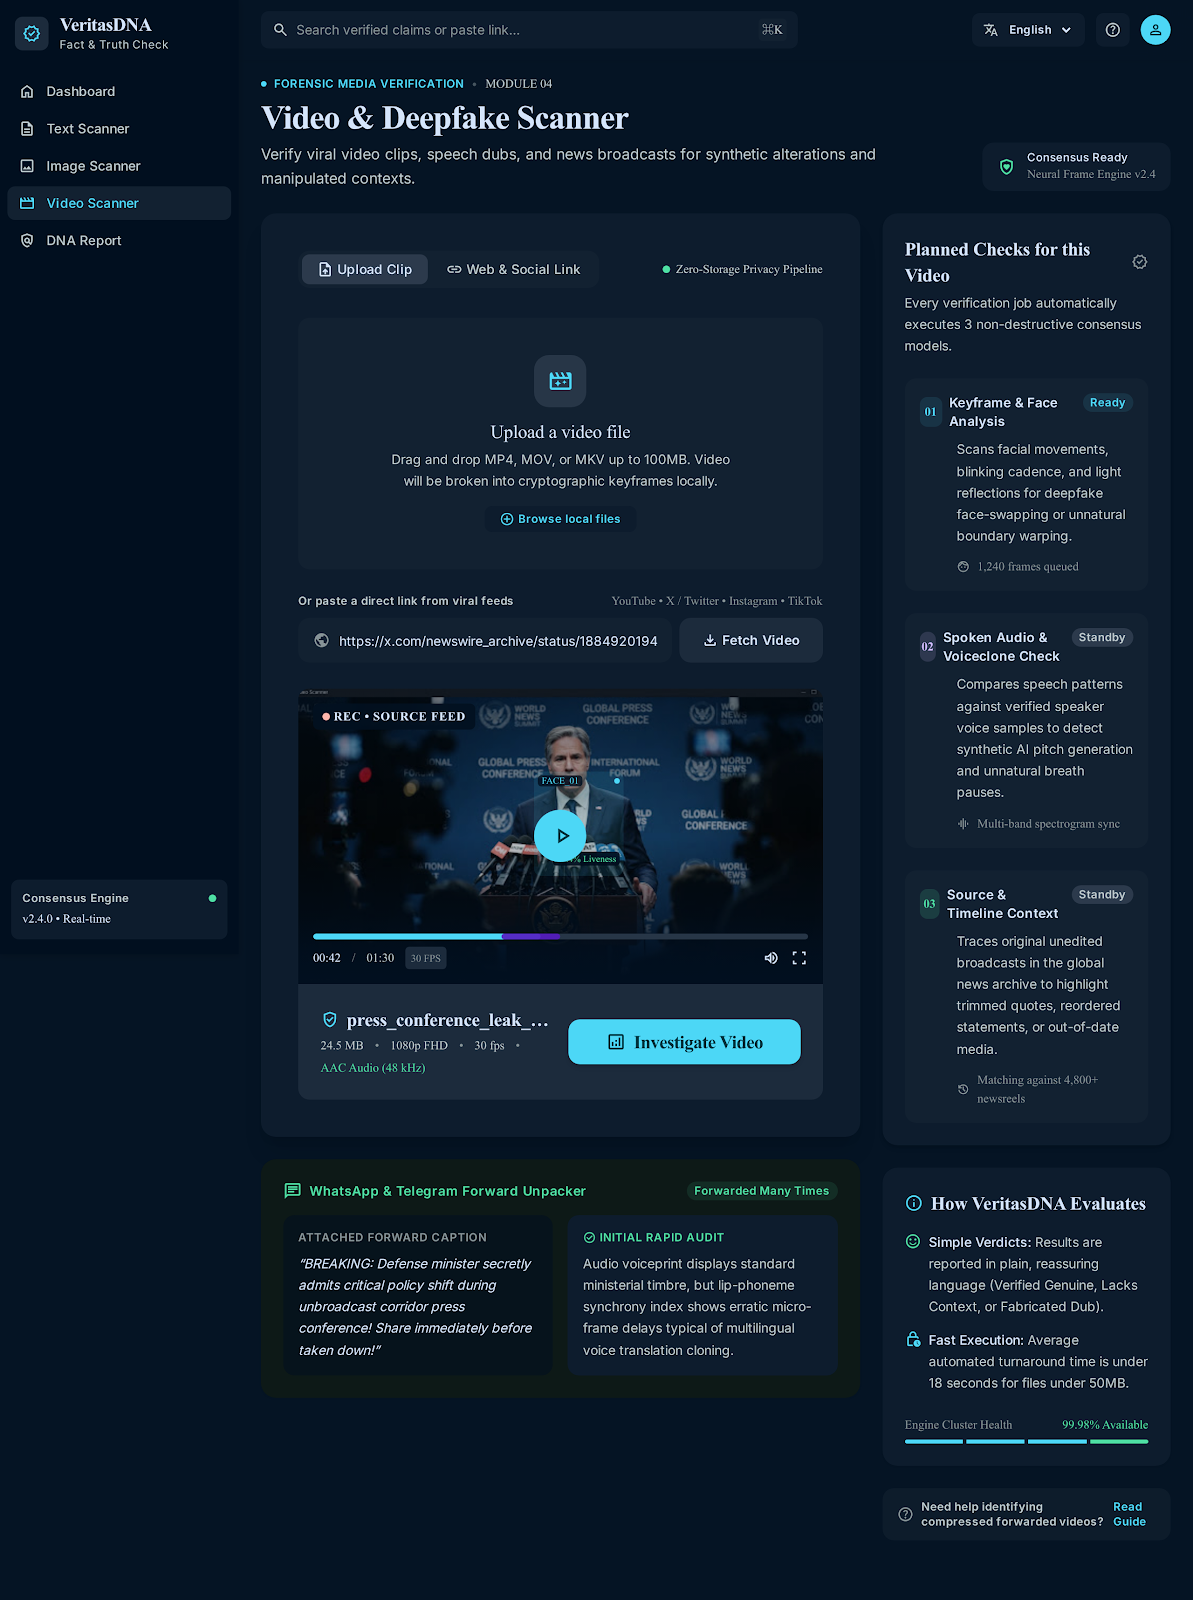 VeritasDNA
Fact & Truth Check
Dashboard
Text Scanner
Image Scanner
Video Scanner
DNA Report
Consensus Engine
v2.4.0 • Real-time
Search verified claims or paste link...
⌘K
English
FORENSIC MEDIA VERIFICATION • MODULE 04
Video & Deepfake Scanner
Verify viral video clips, speech dubs, and news broadcasts for synthetic alterations and
manipulated contexts.
Consensus Ready
Neural Frame Engine v2.4
Upload Clip
Web & Social Link
Zero-Storage Privacy Pipeline
Upload a video file
Drag and drop MP4, MOV, or MKV up to 100MB. Video
will be broken into cryptographic keyframes locally.
Browse local files
Or paste a direct link from viral feeds
YouTube • X / Twitter • Instagram • TikTok
https://x.com/newswire_archive/status/1884920194
Fetch Video
REC • SOURCE FEED
WORLD NEWS SUMMIT
GLOBAL PRESS CONFERENCE
GLOBAL PRESS CONFERENCE
INTERNATIONAL FORUM
WORLD NEWS
FACE 01
GLOBAL CONFERENCE
% Liveness
00:42 / 01:30
30 FPS
press_conference_leak_...
24.5 MB • 1080p FHD • 30 fps •
AAC Audio (48 kHz)
Investigate Video
WhatsApp & Telegram Forward Unpacker
Forwarded Many Times
ATTACHED FORWARD CAPTION
“BREAKING: Defense minister secretly
admits critical policy shift during
unbroadcast corridor press
conference! Share immediately before
taken down!”
INITIAL RAPID AUDIT
Audio voiceprint displays standard
ministerial timbre, but lip-phoneme
synchrony index shows erratic micro-
frame delays typical of multilingual
voice translation cloning.
Planned Checks for this
Video
Every verification job automatically
executes 3 non-destructive consensus
models.
01
Keyframe & Face
Analysis
Ready
Scans facial movements,
blinking cadence, and light
reflections for deepfake
face-swapping or unnatural
boundary warping.
1,240 frames queued
02
Spoken Audio &
Voiceclone Check
Standby
Compares speech patterns
against verified speaker
voice samples to detect
synthetic AI pitch generation
and unnatural breath
pauses.
Multi-band spectrogram sync
03
Source &
Timeline Context
Standby
Traces original unedited
broadcasts in the global
news archive to highlight
trimmed quotes, reordered
statements, or out-of-date
media.
Matching against 4,800+
newsreels
How VeritasDNA Evaluates
Simple Verdicts: Results are
reported in plain, reassuring
language (Verified Genuine, Lacks
Context, or Fabricated Dub).
Fast Execution: Average
automated turnaround time is under
18 seconds for files under 50MB.
Engine Cluster Health
99.98% Available
Need help identifying
compressed forwarded videos?
Read
Guide